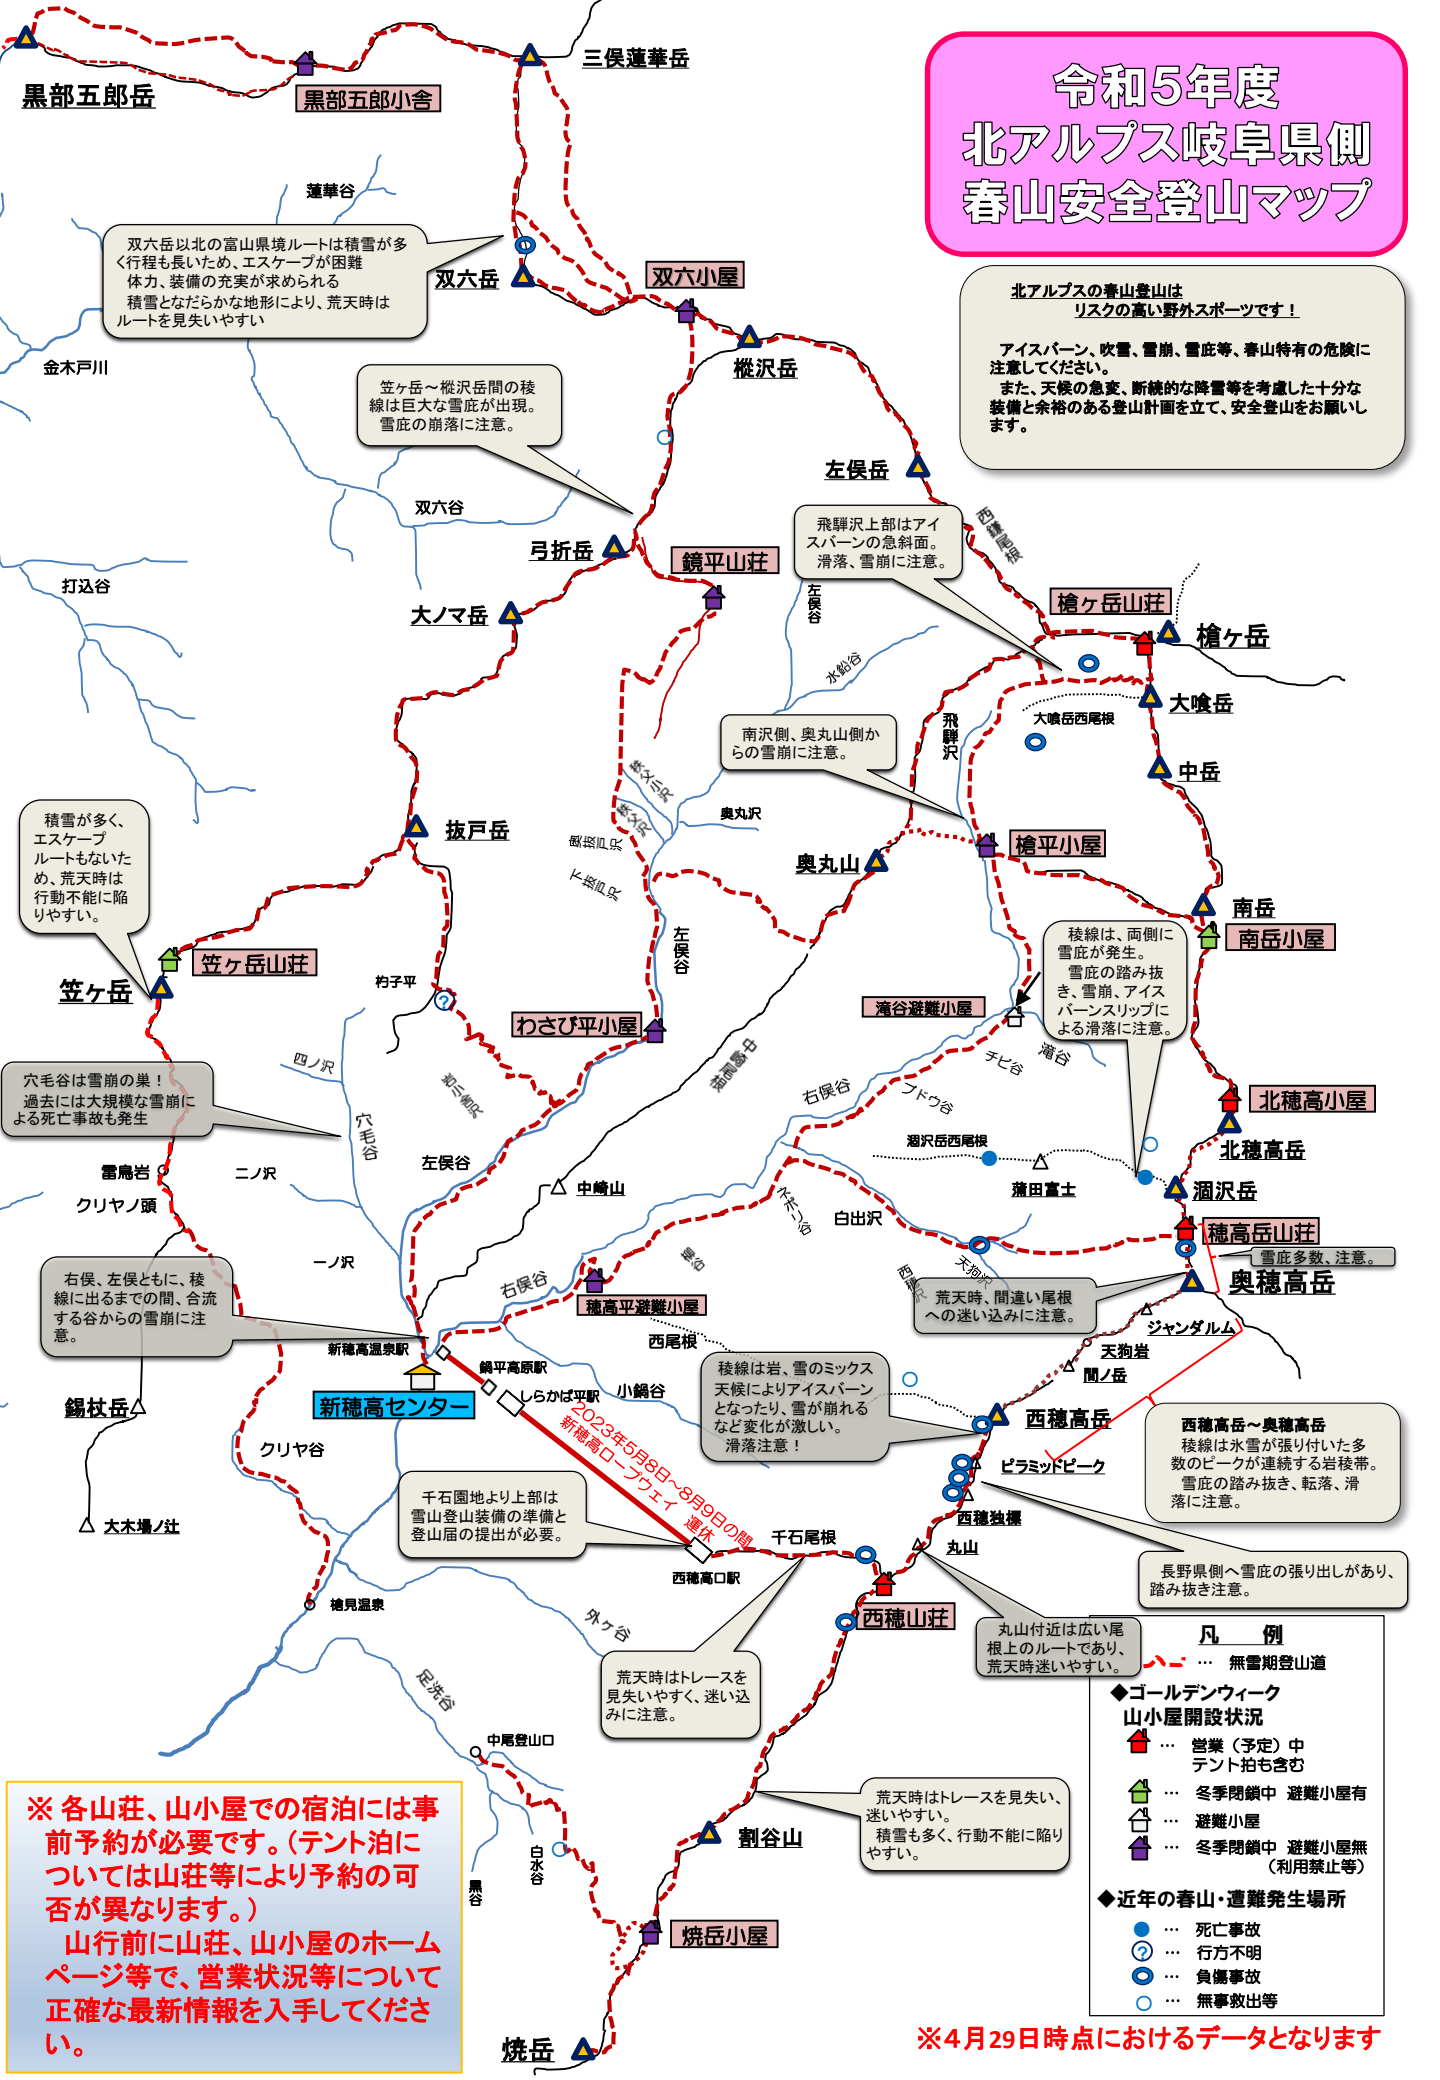 令和5年度
北アルプス岐阜県側
春山安全登山マップ
北アルプスの春山登山は
リスクの高い野外スポーツです！
アイスバーン、吹雪、雪崩、雪庇等、春山特有の危険に
注意してください。
また、天候の急変、断続的な降雪等を考慮した十分な
装備と余裕のある登山計画を立て、安全登山をお願いし
ます。
三俣蓮華岳
黒部五郎岳
黒部五郎小舎
蓮華谷
双六岳以北の富山県境ルートは積雪が多
く行程も長いため、エスケープが困難
体力、装備の充実が求められる
積雪となだらかな地形により、荒天時は
ルートを見失いやすい
双六岳
双六小屋
樅沢岳
金木戸川
笠ヶ岳～樅沢岳間の稜
線は巨大な雪庇が出現。
雪庇の崩落に注意。
左俣岳
双六谷
西鎌尾根
飛騨沢上部はアイ
スバーンの急斜面。
滑落、雪崩に注意。
弓折岳
鏡平山荘
打込谷
大ノマ岳
左俣谷
槍ヶ岳山荘
槍ヶ岳
水鉛谷
大喰岳
大喰岳西尾根
飛騨沢
南沢側、奥丸山側か
らの雪崩に注意。
中岳
秩父小沢
秩父沢
奥丸沢
積雪が多く、
エスケープ
ルートもないた
め、荒天時は
行動不能に陥
りやすい。
抜戸岳
奥抜戸沢
下抜戸沢
奥丸山
槍平小屋
南岳
南岳小屋
稜線は、両側に
雪庇が発生。
雪庇の踏み抜
き、雪崩、アイス
バーンスリップに
よる滑落に注意。
笠ヶ岳山荘
笠ヶ岳
杓子平
?
左俣谷
わさび平小屋
滝谷避難小屋
滝谷
チビ谷
四ノ沢
穴毛谷は雪崩の巣！
過去には大規模な雪崩に
よる死亡事故も発生
岩小舎沢
中崎尾根
右俣谷
ブドウ谷
北穂高小屋
北穂高岳
穴毛谷
涸沢岳西尾根
左俣谷
雷鳥岩
二ノ沢
クリヤノ頭
中崎山
蒲田富士
涸沢岳
ネボリ谷
白出沢
穂高岳山荘
雪庇多数、注意。
奥穂高岳
一ノ沢
柳谷
天狗沢
西穂沢
右俣、左俣ともに、稜
線に出るまでの間、合流
する谷からの雪崩に注
意。
右俣谷
穂高平避難小屋
荒天時、間違い尾根
への迷い込みに注意。
ジャンダルム
新穂高温泉駅
西尾根
天狗岩
鍋平高原駅
間ノ岳
稜線は岩、雪のミックス
天候によりアイスバーン
となったり、雪が崩れる
など変化が激しい。
滑落注意！
しらかば平駅
小鍋谷
新穂高センター
錫杖岳
西穂高岳
西穂高岳～奥穂高岳
稜線は氷雪が張り付いた多
数のピークが連続する岩稜帯。
雪庇の踏み抜き、転落、滑
落に注意。
2023年5月8日～8月9日の間
新穂高ロープウェイ 運休
クリヤ谷
ピラミッドピーク
千石園地より上部は
雪山登山装備の準備と
登山届の提出が必要。
西穂独標
大木場ノ辻
千石尾根
丸山
西穂高口駅
長野県側へ雪庇の張り出しがあり、
踏み抜き注意。
槍見温泉
西穂山荘
外ヶ谷
丸山付近は広い尾
根上のルートであり、
荒天時迷いやすい。
荒天時はトレースを
見失いやすく、迷い込
みに注意。
足洗谷
中尾登山口
荒天時はトレースを見失い、
迷いやすい。
積雪も多く、行動不能に陥り
やすい。
割谷山
白水谷
黒谷
焼岳小屋
焼岳
※ 各山荘、山小屋での宿泊には事
前予約が必要です。（テント泊に
ついては山荘等により予約の可
否が異なります。）
山行前に山荘、山小屋のホーム
ページ等で、営業状況等について
正確な最新情報を入手してくださ
い。
凡　例
… 無雪期登山道
◆ゴールデンウィーク
山小屋開設状況
… 営業（予定）中
テント拍も含む
… 冬季閉鎖中 避難小屋有
… 避難小屋
… 冬季閉鎖中 避難小屋無
（利用禁止等）
◆近年の春山・遭難発生場所
… 死亡事故
? … 行方不明
… 負傷事故
… 無事救出等
※４月29日時点におけるデータとなります